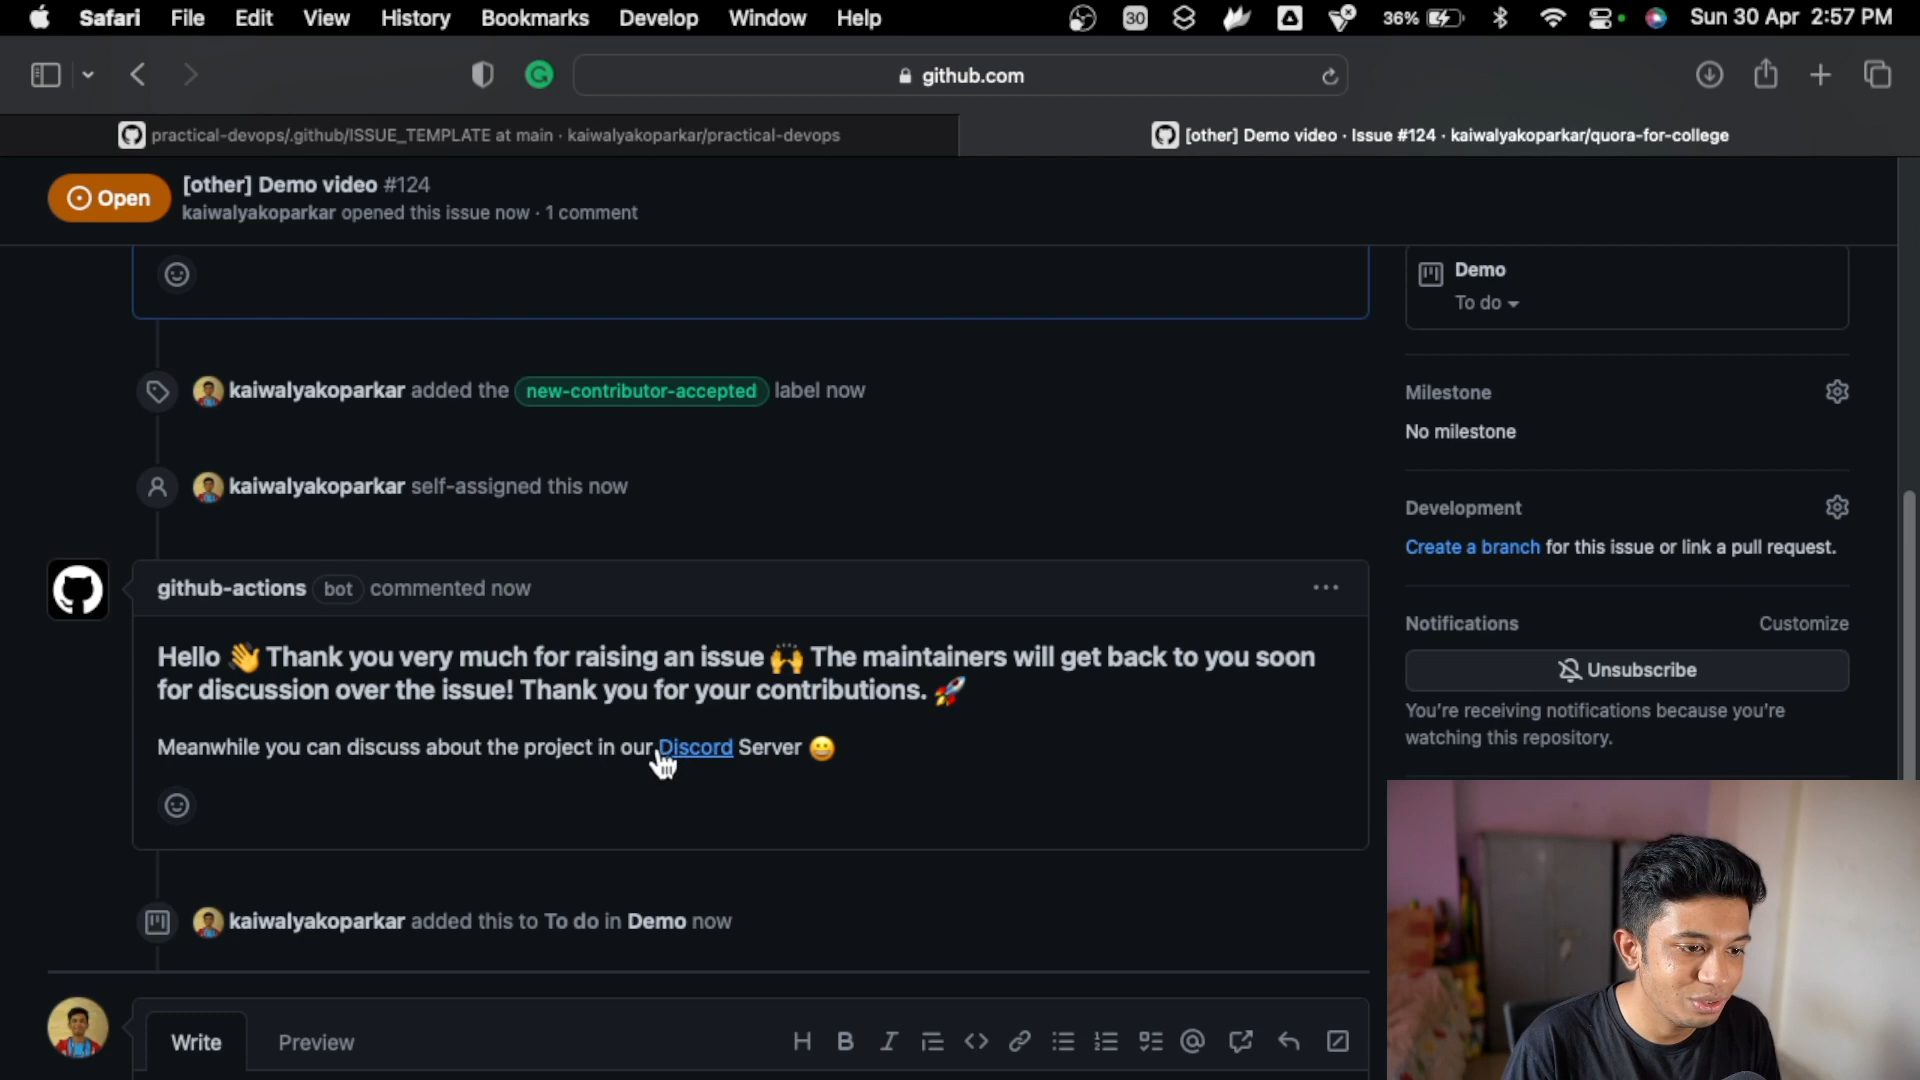 Safari File Edit View History Bookmarks Develop Window Help 30 36% Sun 30 Apr 2:57 PM
github.com
practical-devops/.github/ISSUE_TEMPLATE at main · kaiwalyakoparkar/practical-devops
[other] Demo video · Issue #124 · kaiwalyakoparkar/quora-for-college
Open
[other] Demo video #124
kaiwalyakoparkar opened this issue now · 1 comment
Demo
To do
kaiwalyakoparkar added the new-contributor-accepted label now
Milestone
No milestone
kaiwalyakoparkar self-assigned this now
Development
Create a branch for this issue or link a pull request.
github-actions bot commented now
Hello 👋 Thank you very much for raising an issue 🙌 The maintainers will get back to you soon
for discussion over the issue! Thank you for your contributions. 🚀
Meanwhile you can discuss about the project in our Discord Server 😀
Notifications Customize
Unsubscribe
You're receiving notifications because you're
watching this repository.
kaiwalyakoparkar added this to To do in Demo now
Write Preview